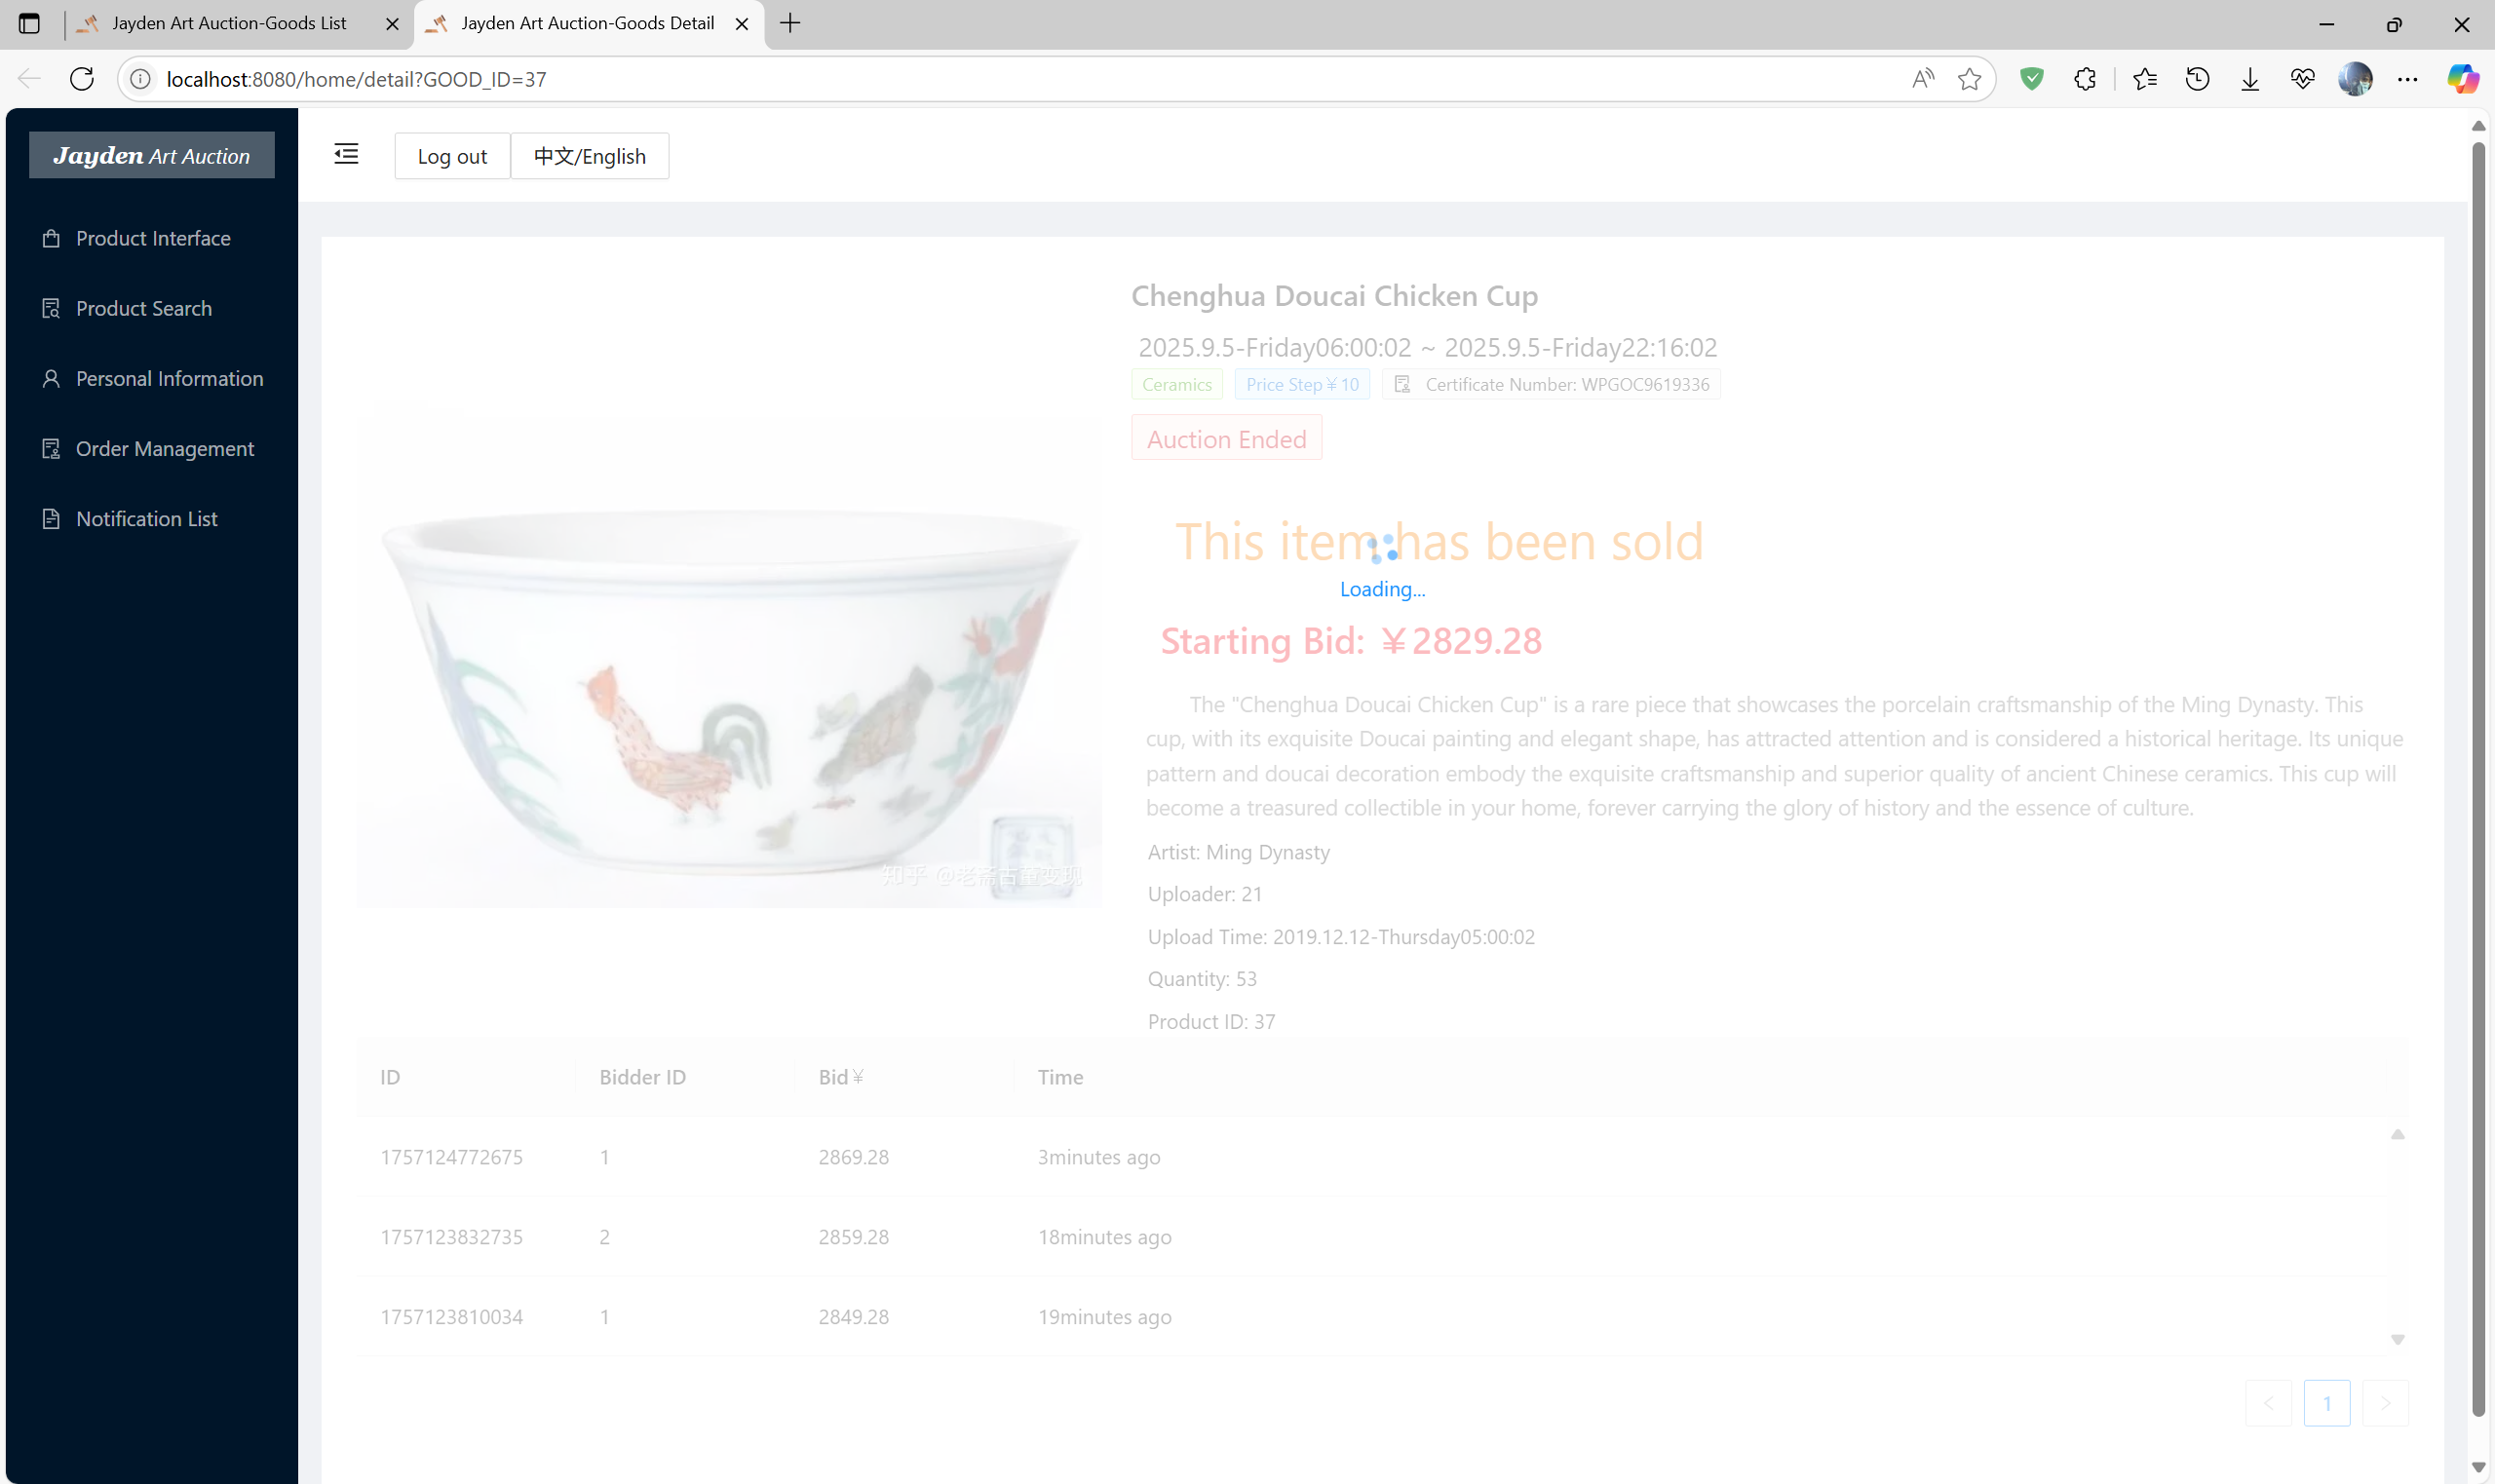 Jayden Art Auction-Goods List
Jayden Art Auction-Goods Detail
localhost:8080/home/detail?GOOD_ID=37
Jayden Art Auction
Log out
中文/English
Product Interface
Product Search
Personal Information
Order Management
Notification List
Chenghua Doucai Chicken Cup
2025.9.5-Friday06:00:02 ~ 2025.9.5-Friday22:16:02
Ceramics
Price Step￥10
Certificate Number: WPGOC9619336
Auction Ended
This item has been sold
Loading...
Starting Bid: ￥2829.28
The "Chenghua Doucai Chicken Cup" is a rare piece that showcases the porcelain craftsmanship of the Ming Dynasty. This
cup, with its exquisite Doucai painting and elegant shape, has attracted attention and is considered a historical heritage. Its unique
pattern and doucai decoration embody the exquisite craftsmanship and superior quality of ancient Chinese ceramics. This cup will
become a treasured collectible in your home, forever carrying the glory of history and the essence of culture.
知乎 @老斋古董变现
Artist: Ming Dynasty
Uploader: 21
Upload Time: 2019.12.12-Thursday05:00:02
Quantity: 53
Product ID: 37
ID Bidder ID Bid￥ Time
1757124772675 1 2869.28 3minutes ago
1757123832735 2 2859.28 18minutes ago
1757123810034 1 2849.28 19minutes ago
1